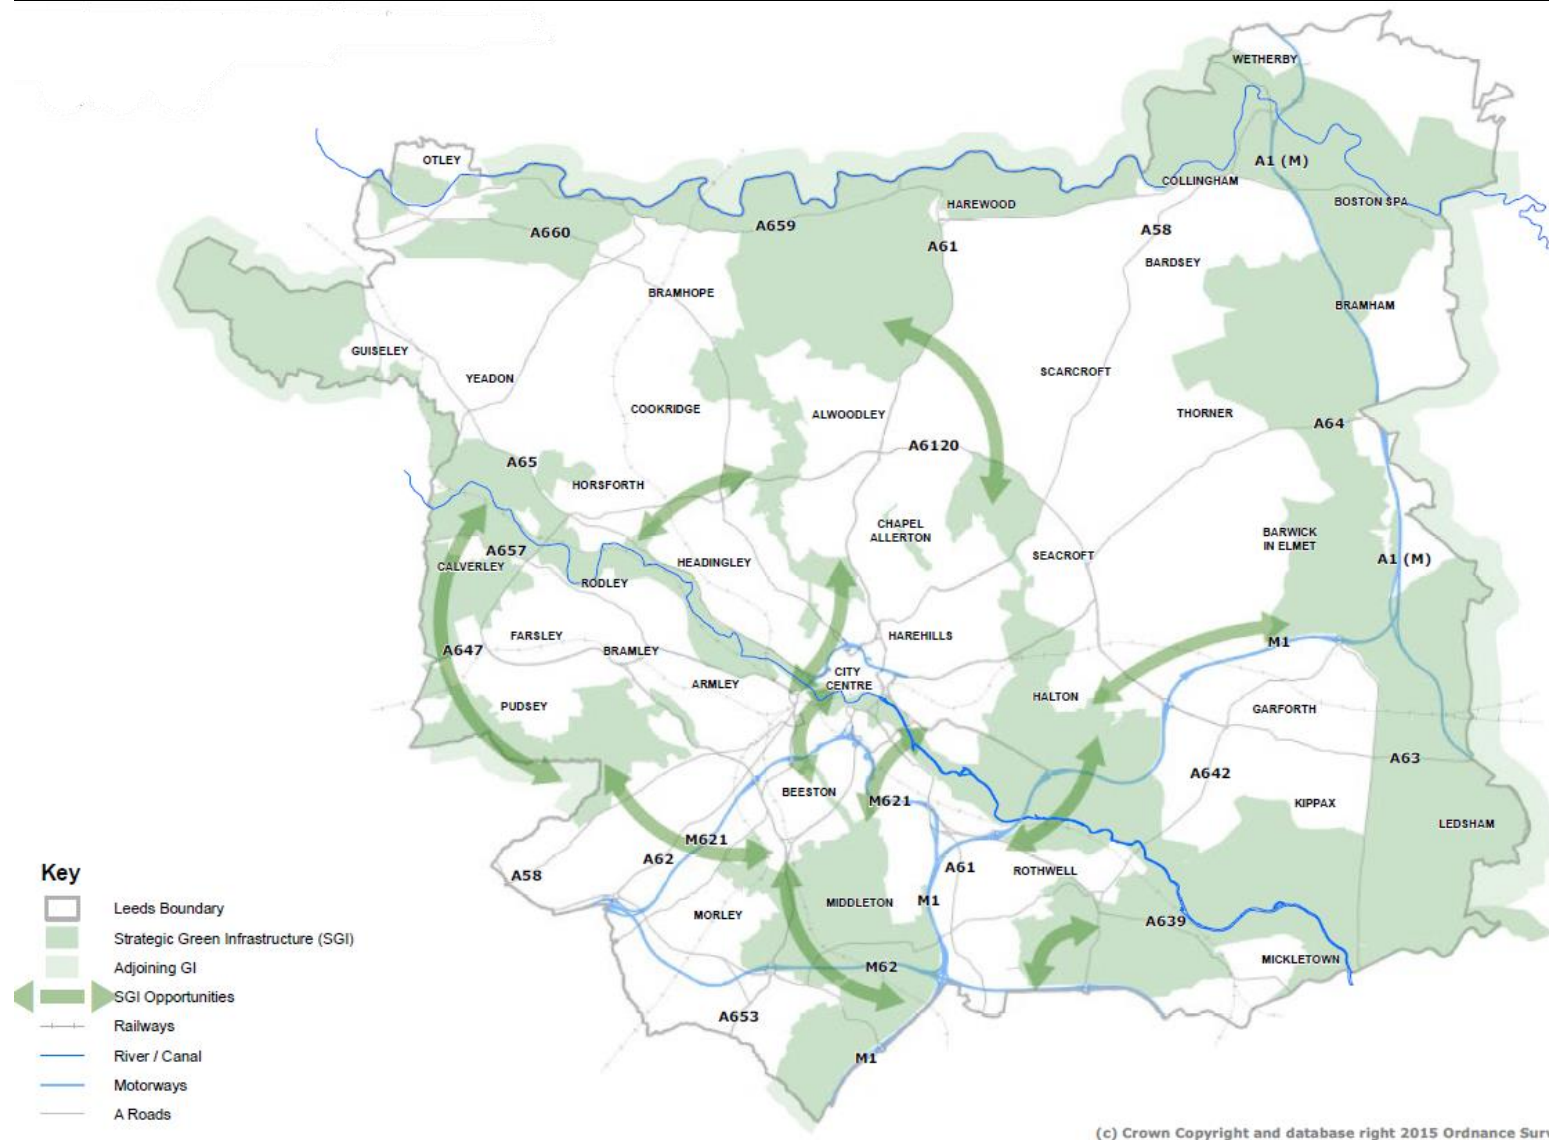 WETHERBY
OTLEY
A1 (M)
COLLINGHAM
BOSTON SPA
HAREWOOD
A659
A660
A61
A58
BARDSEY
BRAMHOPE
BRAMHAM
GUISELEY
YEADON
SCARCROFT
COOKRIDGE
ALWOODLEY
THORNER
A64
A6120
A65
HORSFORTH
CHAPEL
ALLERTON
BARWICK
IN ELMET
A657
CALVERLEY
HEADINGLEY
SEACROFT
A1 (M)
RODLEY
FARSLEY
HAREHILLS
A647
BRAMLEY
M1
CITY
CENTRE
ARMLEY
HALTON
PUDSEY
GARFORTH
A63
A642
BEESTON
M621
KIPPAX
LEDSHAM
M621
A62
A58
A61
ROTHWELL
MIDDLETON
M1
MORLEY
A639
MICKLETOWN
M62
A653
M1
Key
Leeds Boundary
Strategic Green Infrastructure (SGI)
Adjoining GI
SGI Opportunities
Railways
River / Canal
Motorways
A Roads
(c) Crown Copyright and database right 2015 Ordnance Surv